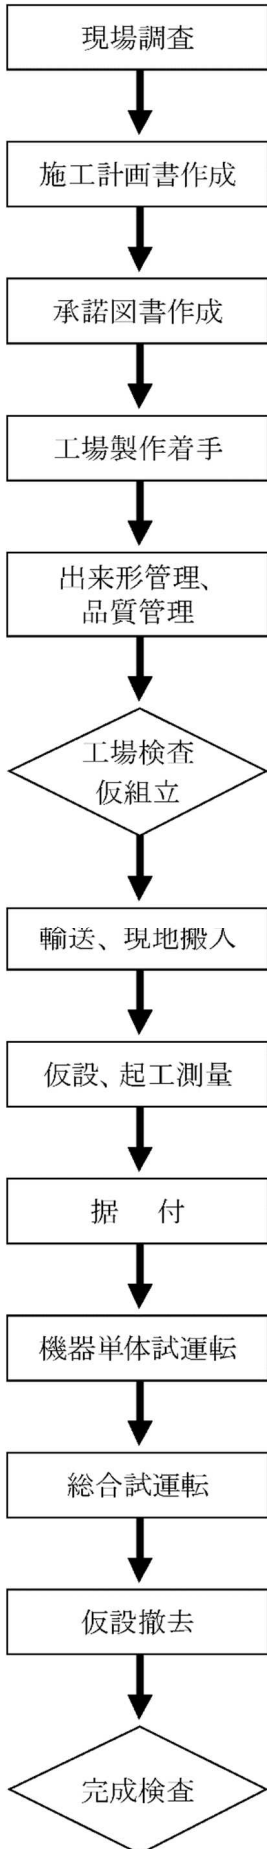 現場調査
施工計画書作成
承諾図書作成
工場製作着手
出来形管理、
品質管理
工場検査
仮組立
輸送、現地搬入
仮設、起工測量
据　付
機器単体試運転
総合試運転
仮設撤去
完成検査